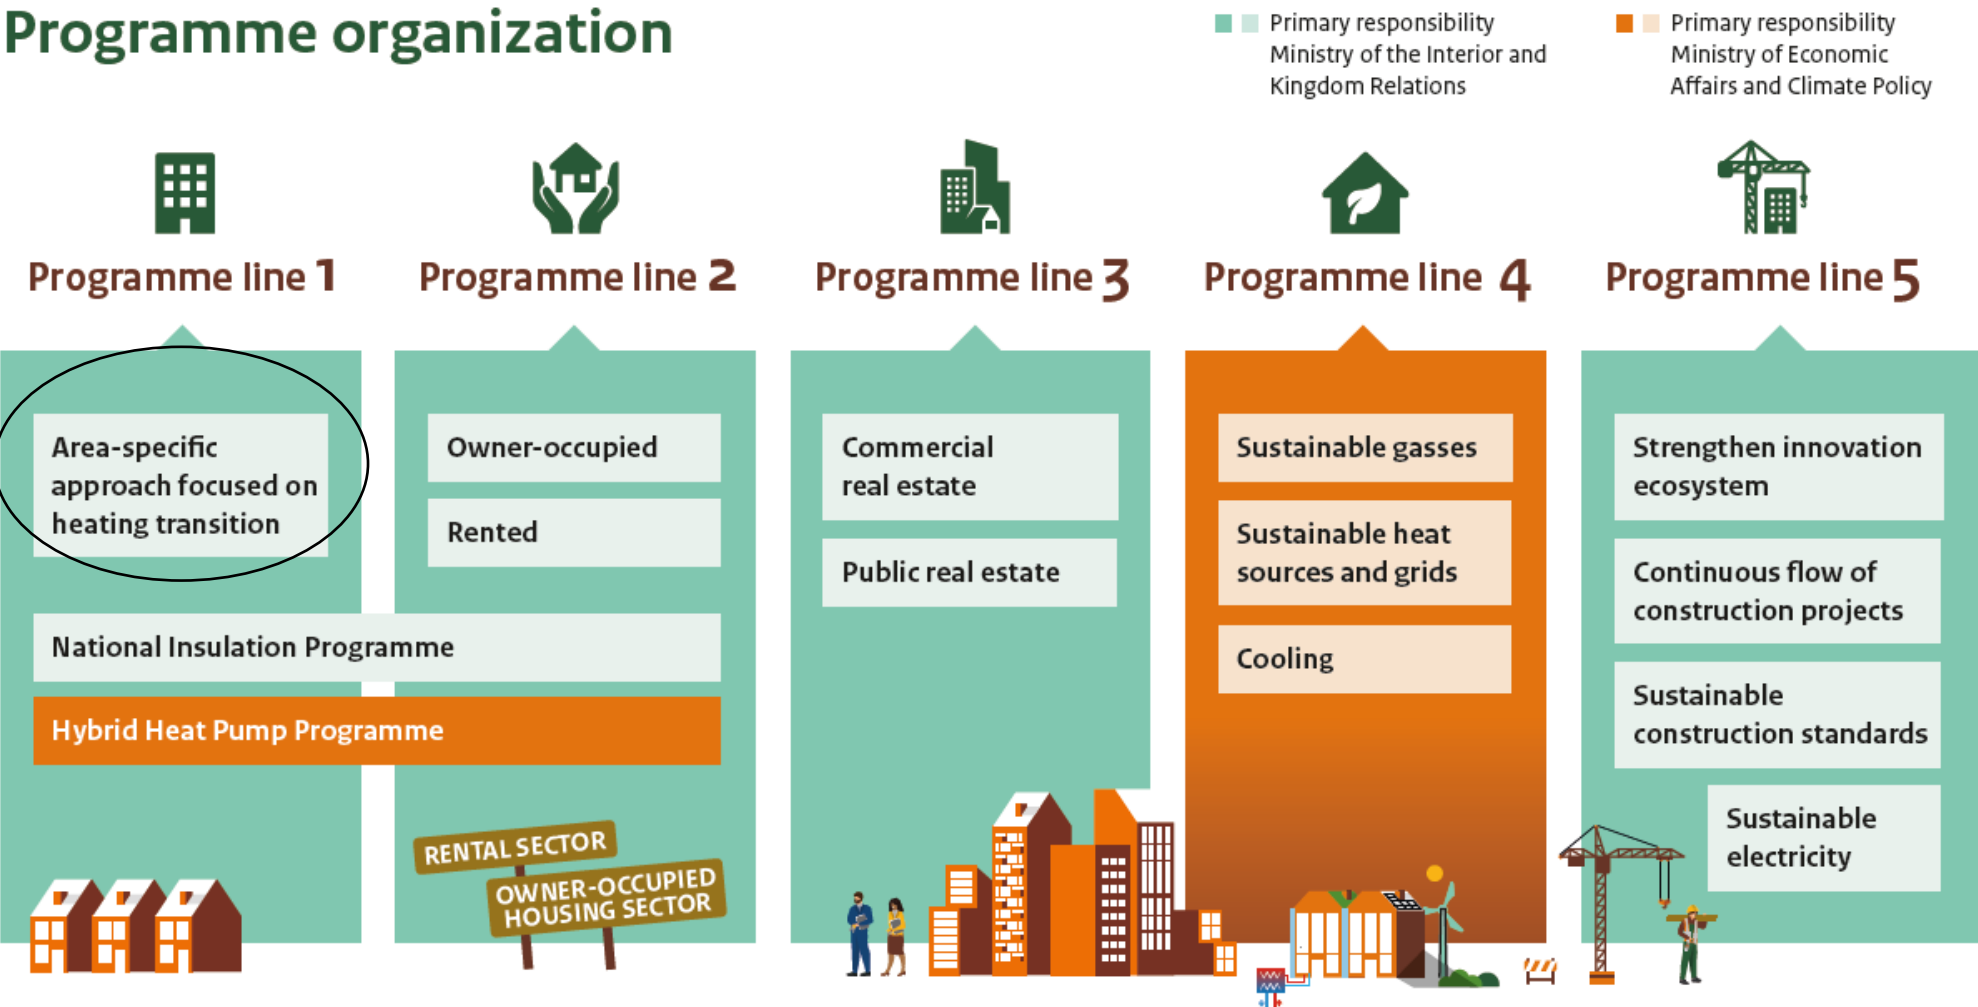 Programme organization
Primary responsibility
Ministry of the Interior and
Kingdom Relations
Primary responsibility
Ministry of Economic
Affairs and Climate Policy
Programme line 1
Programme line 2
Programme line 3
Programme line 4
Programme line 5
Area-specific
approach focused on
heating transition
Owner-occupied
Rented
National Insulation Programme
Hybrid Heat Pump Programme
RENTAL SECTOR
OWNER-OCCUPIED
HOUSING SECTOR
Commercial
real estate
Public real estate
Sustainable gasses
Sustainable heat
sources and grids
Cooling
Strengthen innovation
ecosystem
Continuous flow of
construction projects
Sustainable
construction standards
Sustainable
electricity